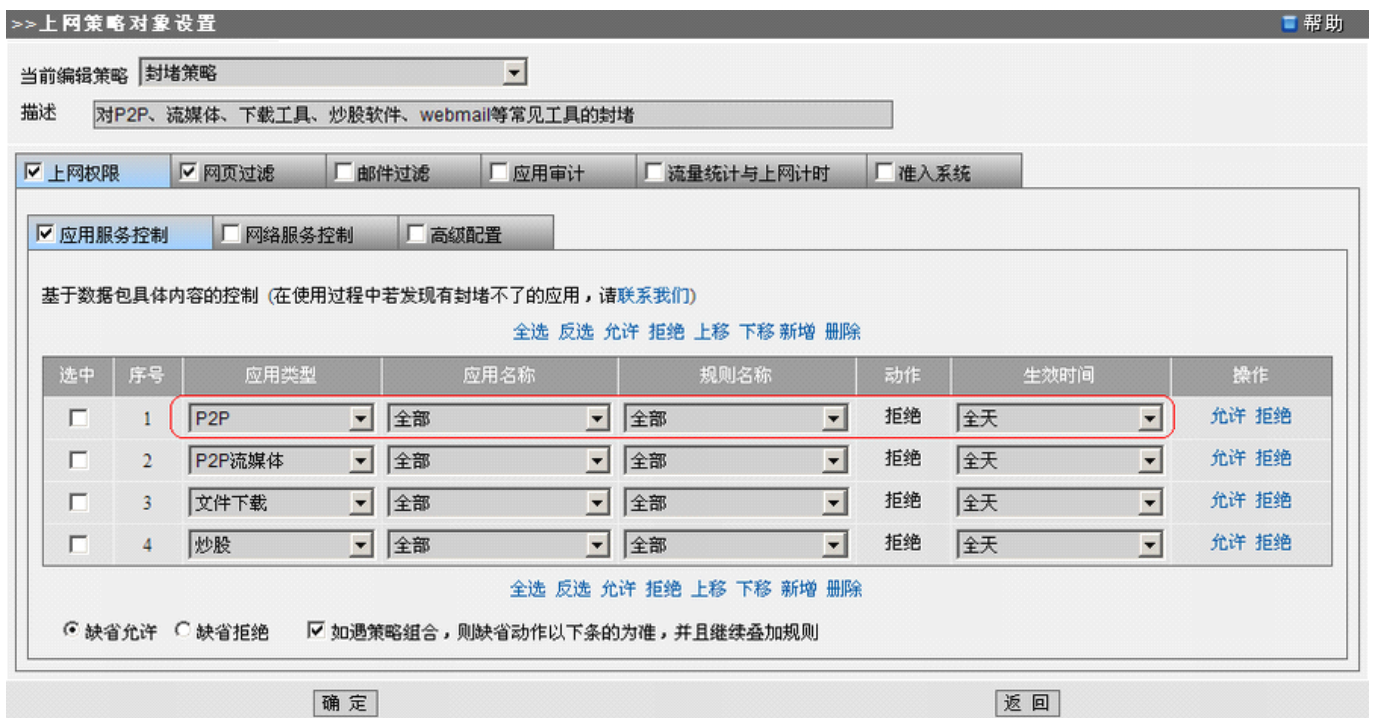 >>上网策略对象设置 帮助
当前编辑策略 封堵策略
描述 对P2P、流媒体、下载工具、炒股软件、webmail等常见工具的封堵
上网权限 网页过滤 邮件过滤 应用审计 流量统计与上网计时 准入系统
应用服务控制 网络服务控制 高级配置
基于数据包具体内容的控制 (在使用过程中若发现有封堵不了的应用，请联系我们)
全选 反选 允许 拒绝 上移 下移 新增 删除
选中 序号 应用类型 应用名称 规则名称 动作 生效时间 操作
1 P2P 全部 全部 拒绝 全天 允许 拒绝
2 P2P流媒体 全部 全部 拒绝 全天 允许 拒绝
3 文件下载 全部 全部 拒绝 全天 允许 拒绝
4 炒股 全部 全部 拒绝 全天 允许 拒绝
全选 反选 允许 拒绝 上移 下移 新增 删除
缺省允许 缺省拒绝 如遇策略组合，则缺省动作以下条的为准，并且继续叠加规则
确定 返回